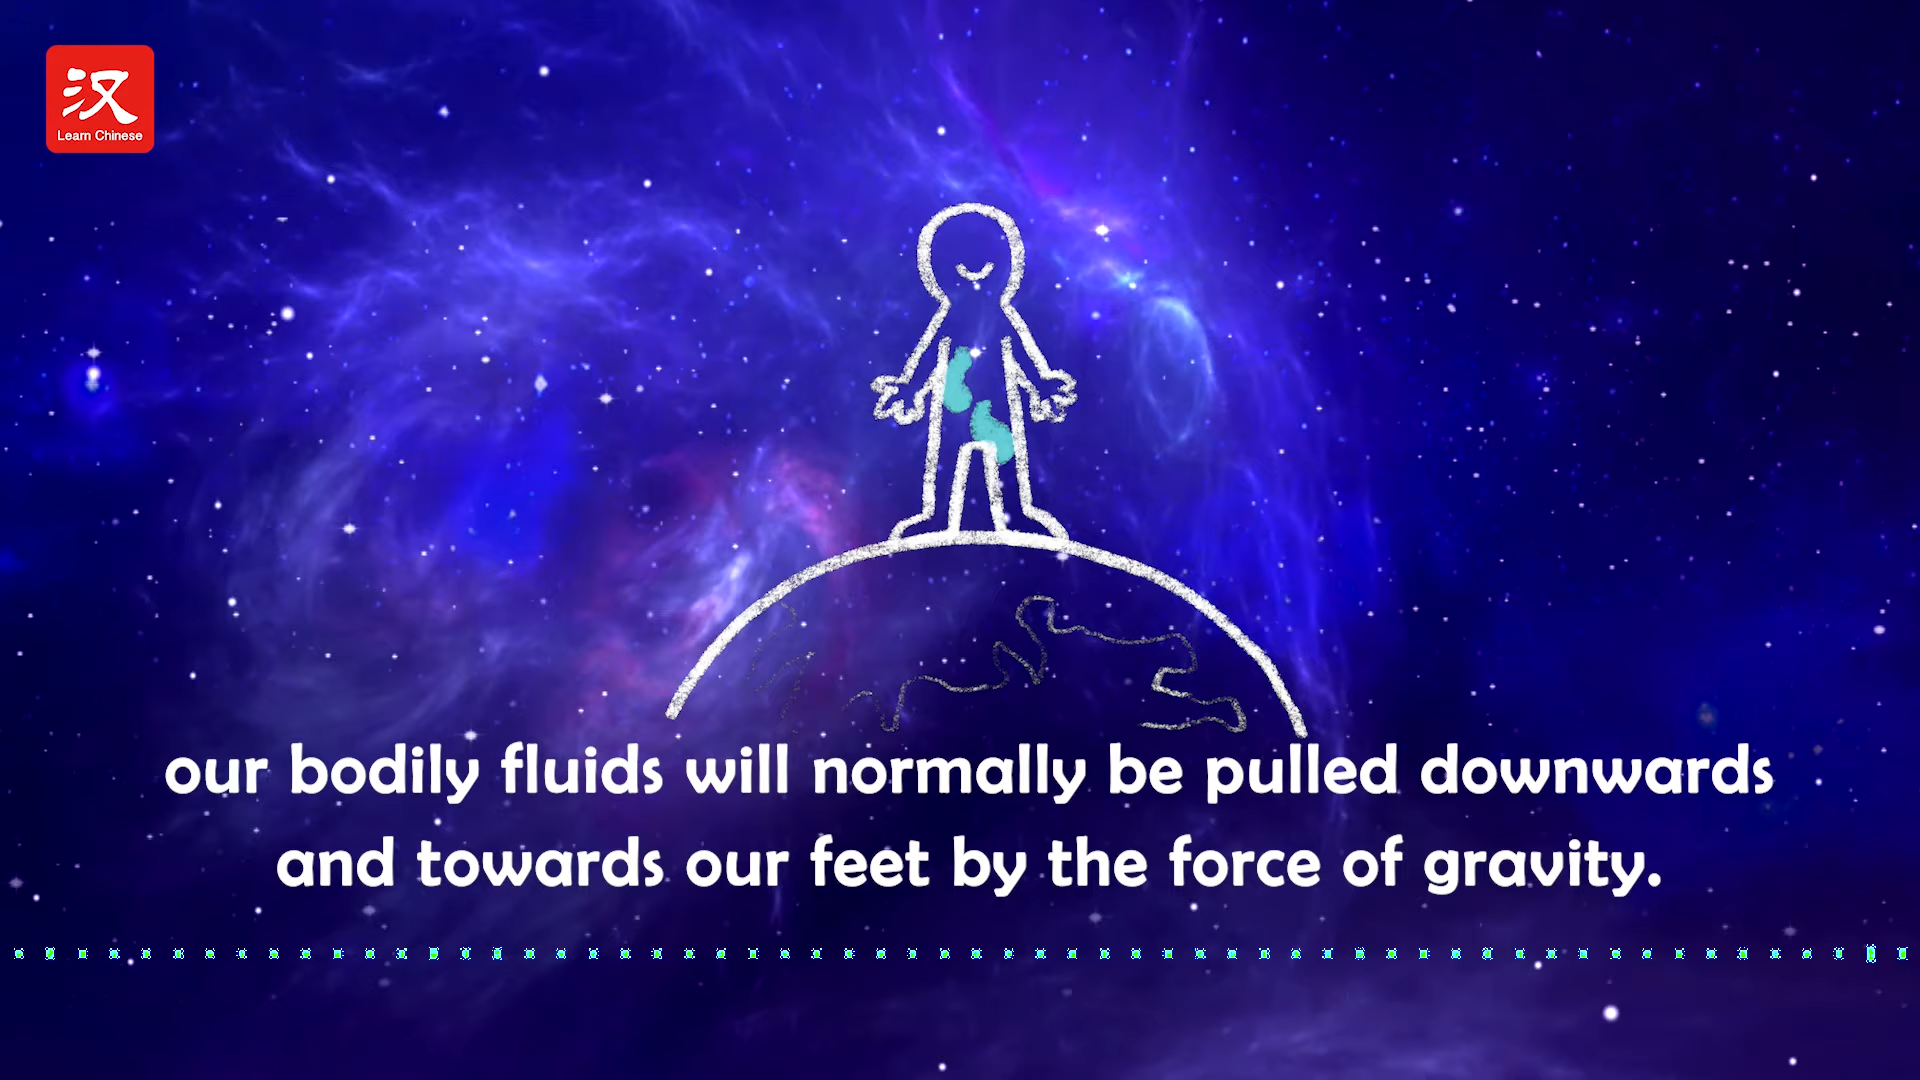 汉
Learn Chinese
our bodily fluids will normally be pulled downwards
and towards our feet by the force of gravity.